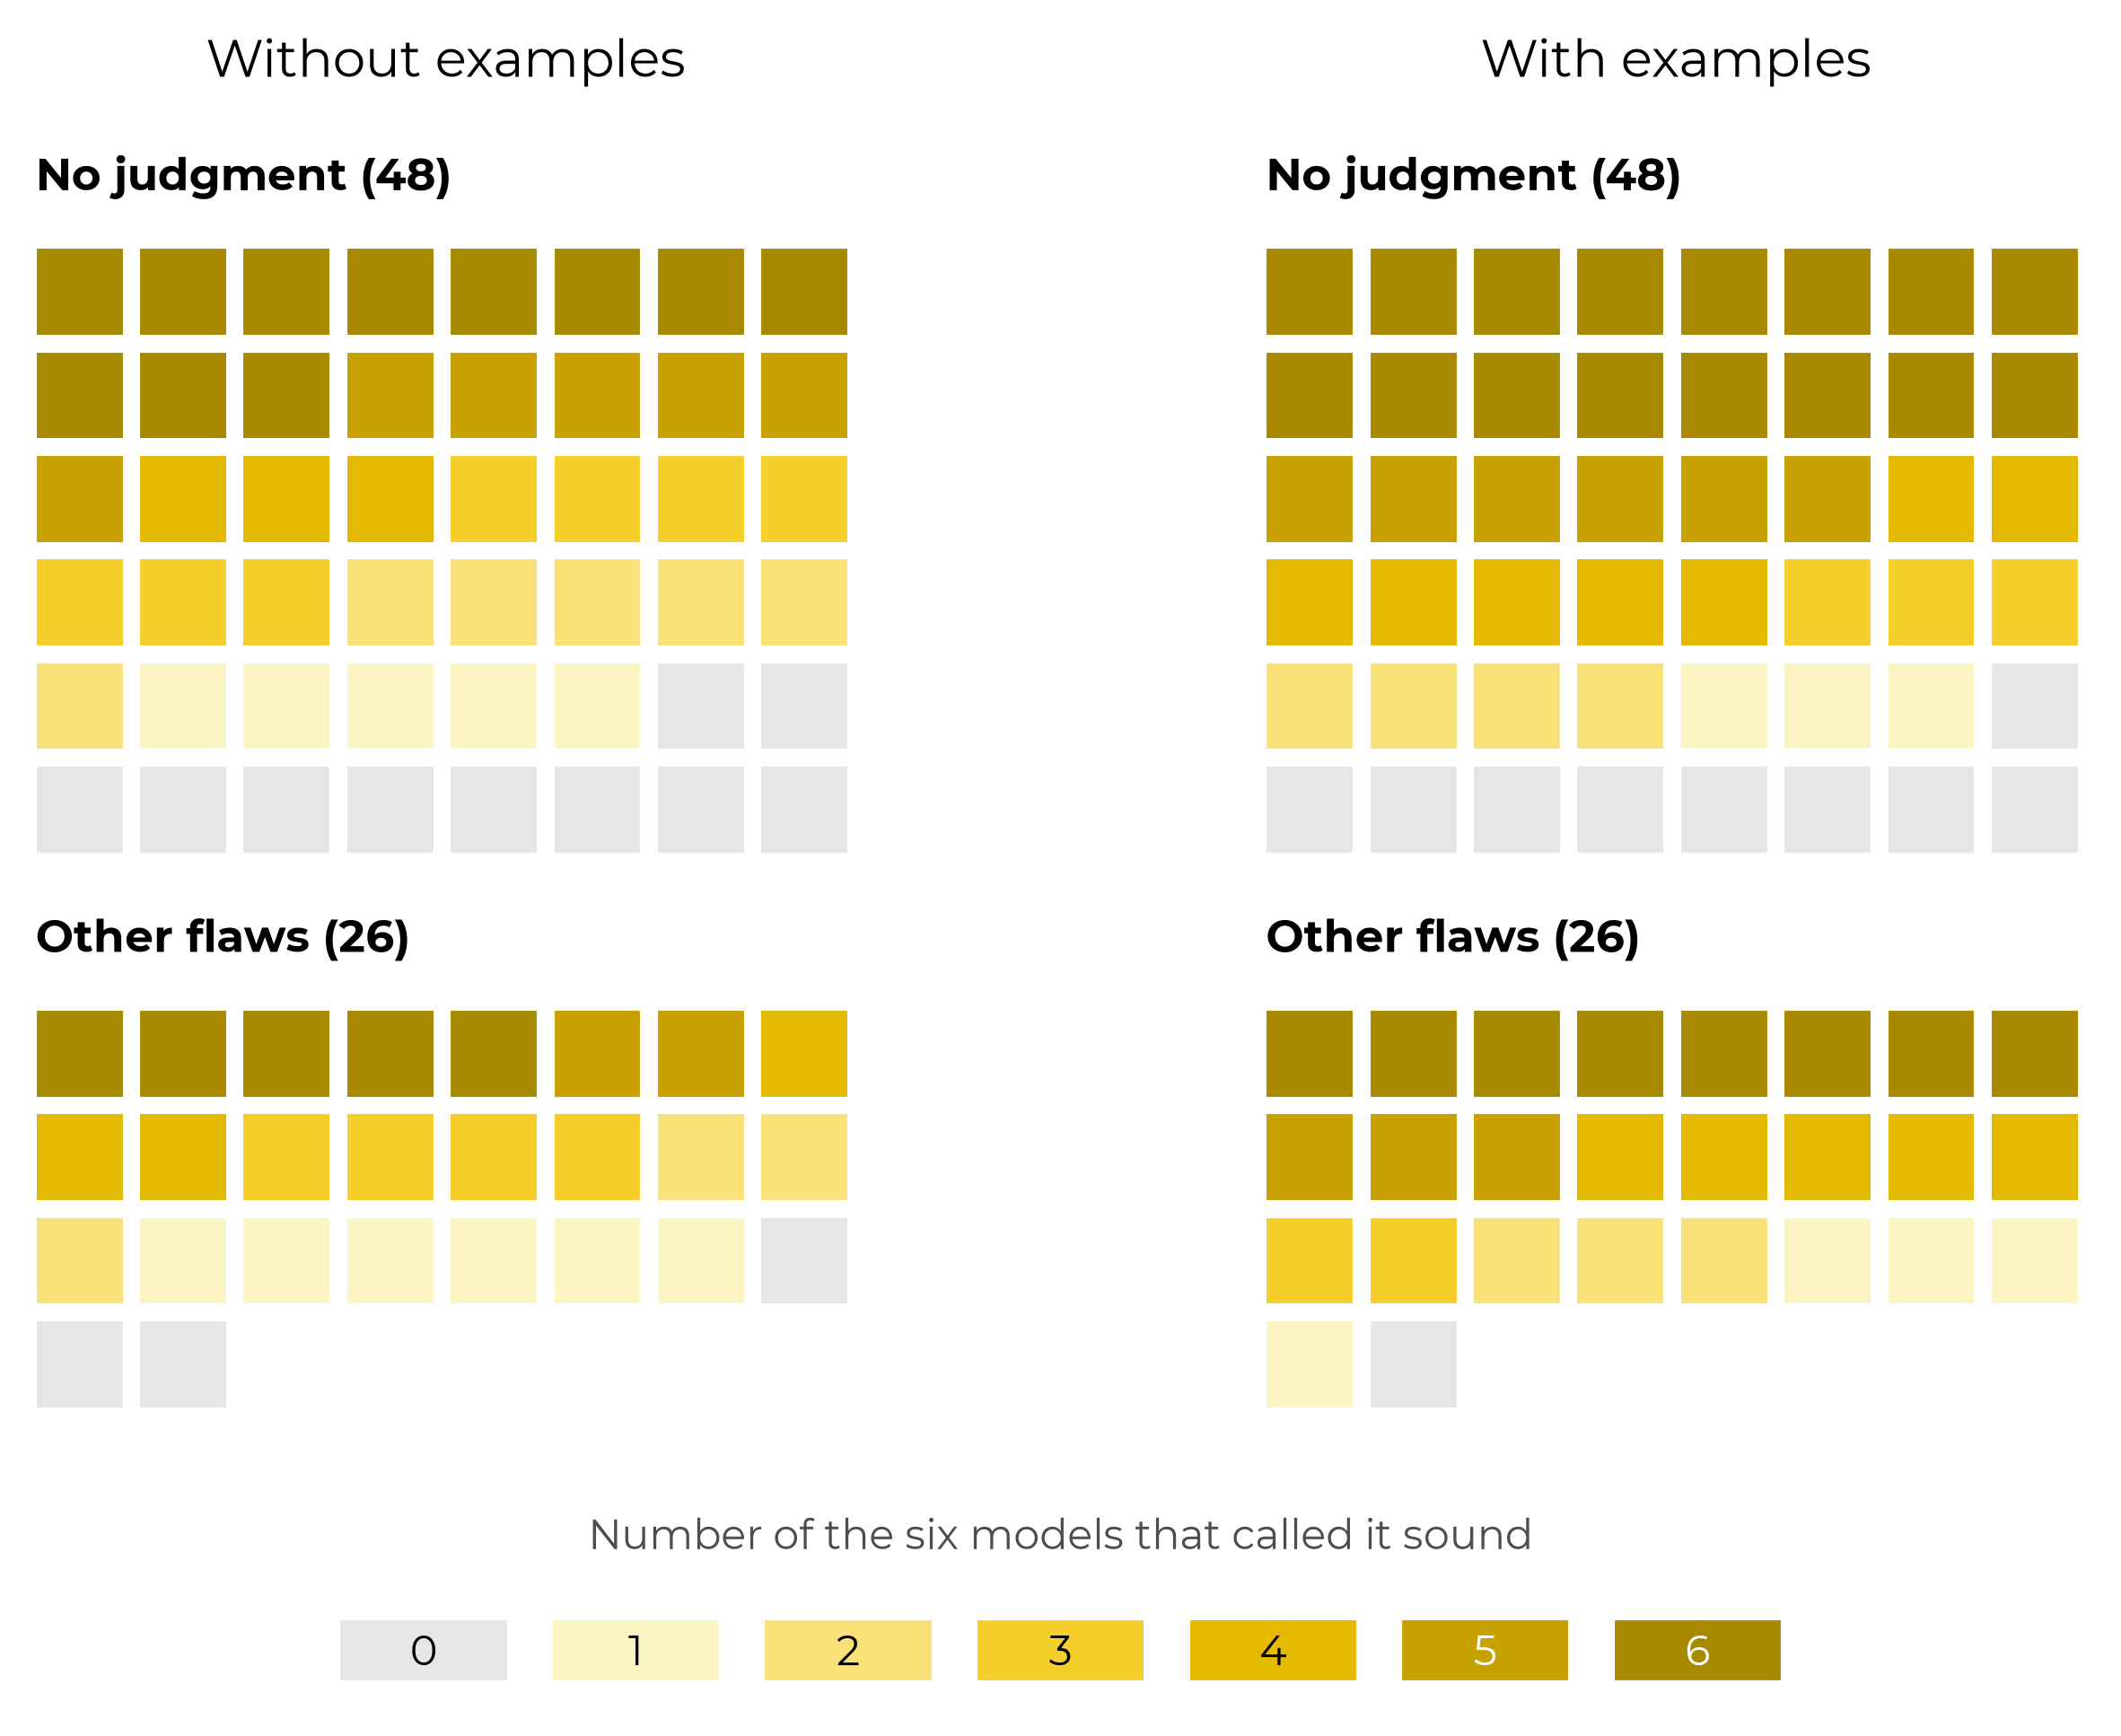 Without examples
With examples
No judgment (48)
No judgment (48)
Other flaws (26)
Other flaws (26)
Number of the six models that called it sound
0 1 2 3 4 5 6